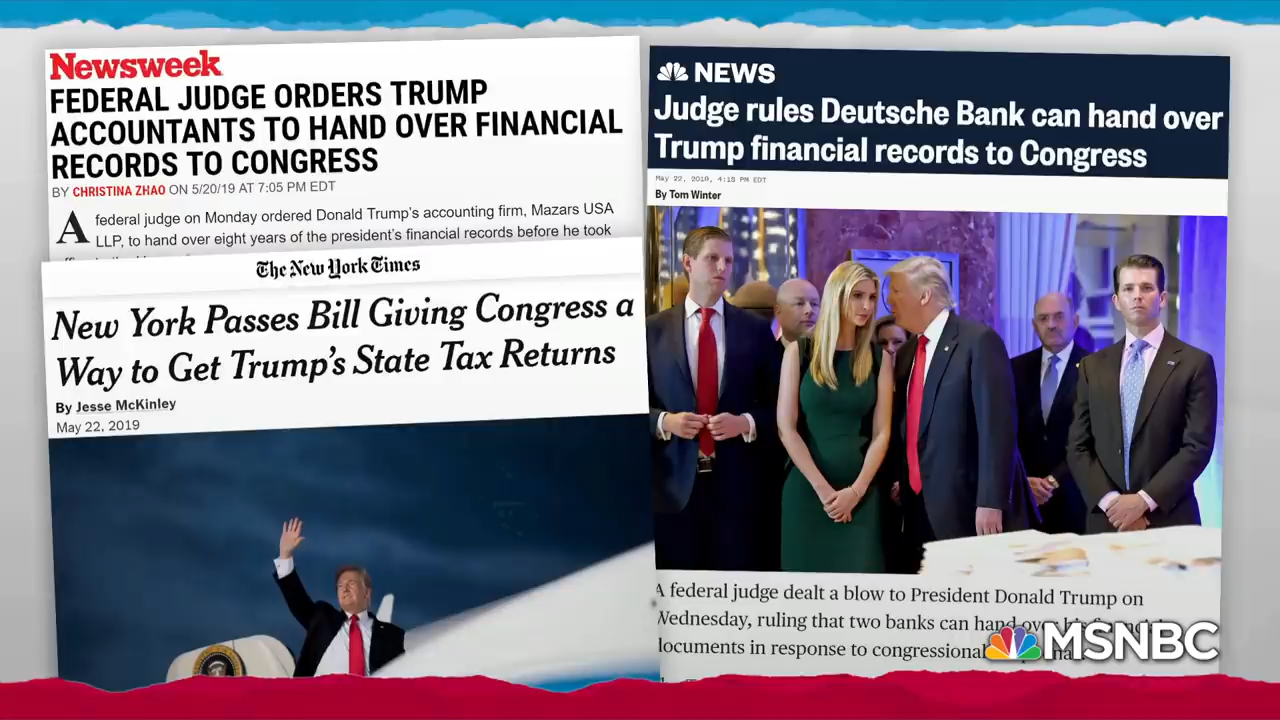 Newsweek
FEDERAL JUDGE ORDERS TRUMP
ACCOUNTANTS TO HAND OVER FINANCIAL
RECORDS TO CONGRESS
BY CHRISTINA ZHAO ON 5/20/19 AT 7:05 PM EDT
A federal judge on Monday ordered Donald Trump's accounting firm, Mazars USA
LLP, to hand over eight years of the president's financial records before he took
The New York Times
New York Passes Bill Giving Congress a
Way to Get Trump's State Tax Returns
By Jesse McKinley
May 22, 2019
NEWS
Judge rules Deutsche Bank can hand over
Trump financial records to Congress
May 22, 2019, 4:18 PM EDT
By Tom Winter
A federal judge dealt a blow to President Donald Trump on
Wednesday, ruling that two banks can hand over
documents in response to congressional
MSNBC